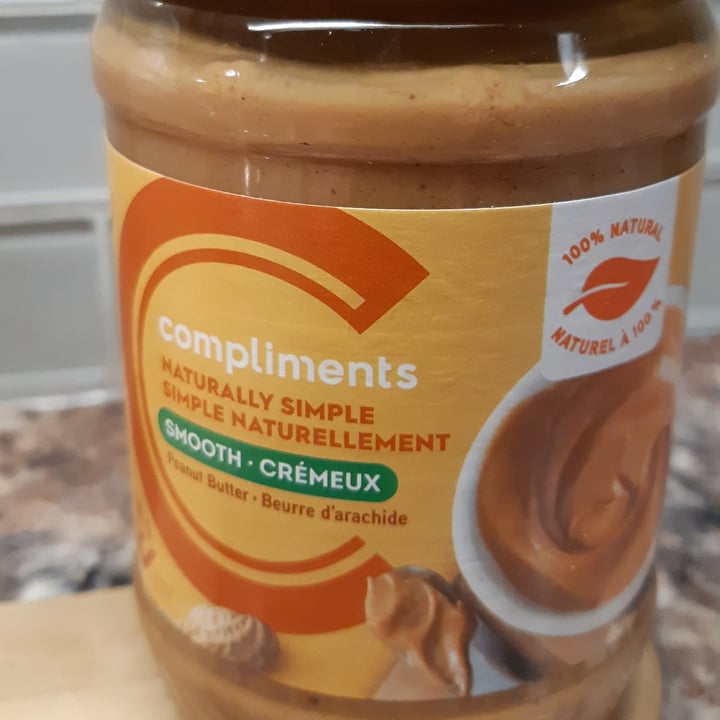 100% NATURAL
NATUREL À 100%
compliments
NATURALLY SIMPLE
SIMPLE NATURELLEMENT
SMOOTH · CRÉMEUX
Peanut Butter · Beurre d'arachide